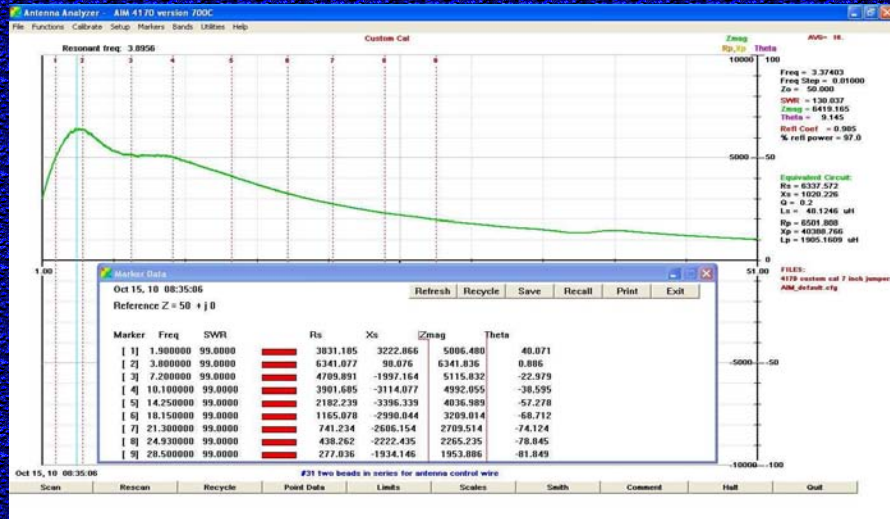 Antenna Analyzer - AIM 4170 version 700C
File Functions Calibrate Setup Markers Bands Utilities Help
Custom Cal
Zmag
AVG= 16.
Resonant freq: 3.8956
Rp,Xp Theta
10000 100
1 2 3 4 5 6 7 8 9
Freq = 3.37403
Freq Step = 0.01000
Zo = 50.000
SWR = 130.037
Zmag = 6419.165
Theta = 9.145
Refl Coef = 0.985
% refl power = 97.0
5000 50
Equivalent Circuit:
Rs = 6337.572
Xs = 1020.226
Q = 0.2
Ls = 48.1246 uH
Rp = 6501.808
Xp = 40388.766
Lp = 1905.1609 uH
0
1.00
51.00
FILES:
4170 custom cal 7 inch jumper
AIM_default.cfg
Marker Data
Oct 15, 10 08:35:06
Refresh Recycle Save Recall Print Exit
Reference Z = 50 + j 0
Marker Freq SWR Rs Xs Zmag Theta
[ 1] 1.900000 99.0000 3831.105 3222.866 5006.480 40.071
[ 2] 3.800000 99.0000 6341.077 98.076 6341.836 0.886
[ 3] 7.200000 99.0000 4709.891 -1997.164 5115.832 -22.979
[ 4] 10.100000 99.0000 3901.685 -3114.077 4992.055 -38.595
[ 5] 14.250000 99.0000 2182.239 -3396.339 4036.989 -57.278
[ 6] 18.150000 99.0000 1165.078 -2990.044 3209.014 -68.712
[ 7] 21.300000 99.0000 741.234 -2606.154 2709.514 -74.124
[ 8] 24.930000 99.0000 438.262 -2222.435 2265.235 -78.845
[ 9] 28.500000 99.0000 277.036 -1934.146 1953.886 -81.849
-5000 -50
-10000 -100
Oct 15, 10 08:35:06
#31 two beads in series for antenna control wire
Scan Rescan Recycle Point Data Limits Scales Smith Comment Halt Quit